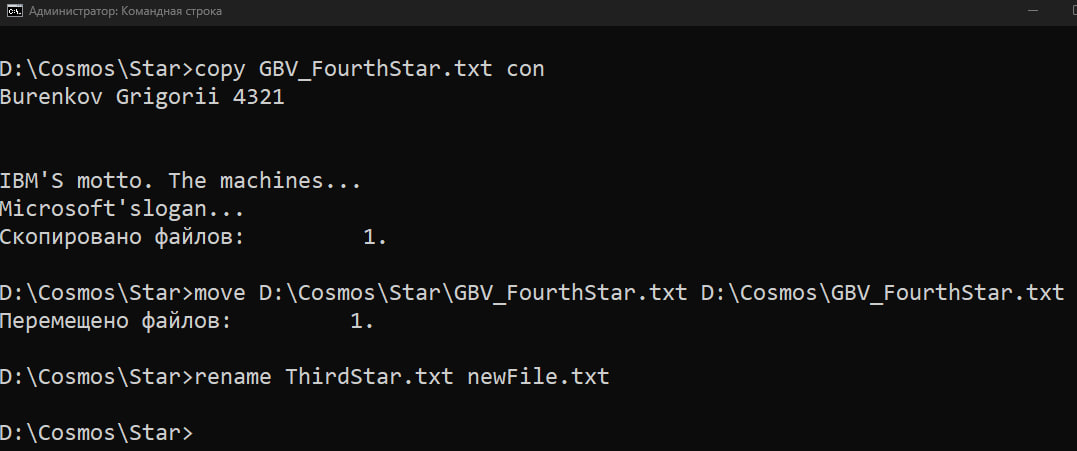 Администратор: Командная строка
D:\Cosmos\Star>copy GBV_FourthStar.txt con
Burenkov Grigorii 4321
IBM'S motto. The machines...
Microsoft'slogan...
Скопировано файлов:         1.
D:\Cosmos\Star>move D:\Cosmos\Star\GBV_FourthStar.txt D:\Cosmos\GBV_FourthStar.txt
Перемещено файлов:         1.
D:\Cosmos\Star>rename ThirdStar.txt newFile.txt
D:\Cosmos\Star>